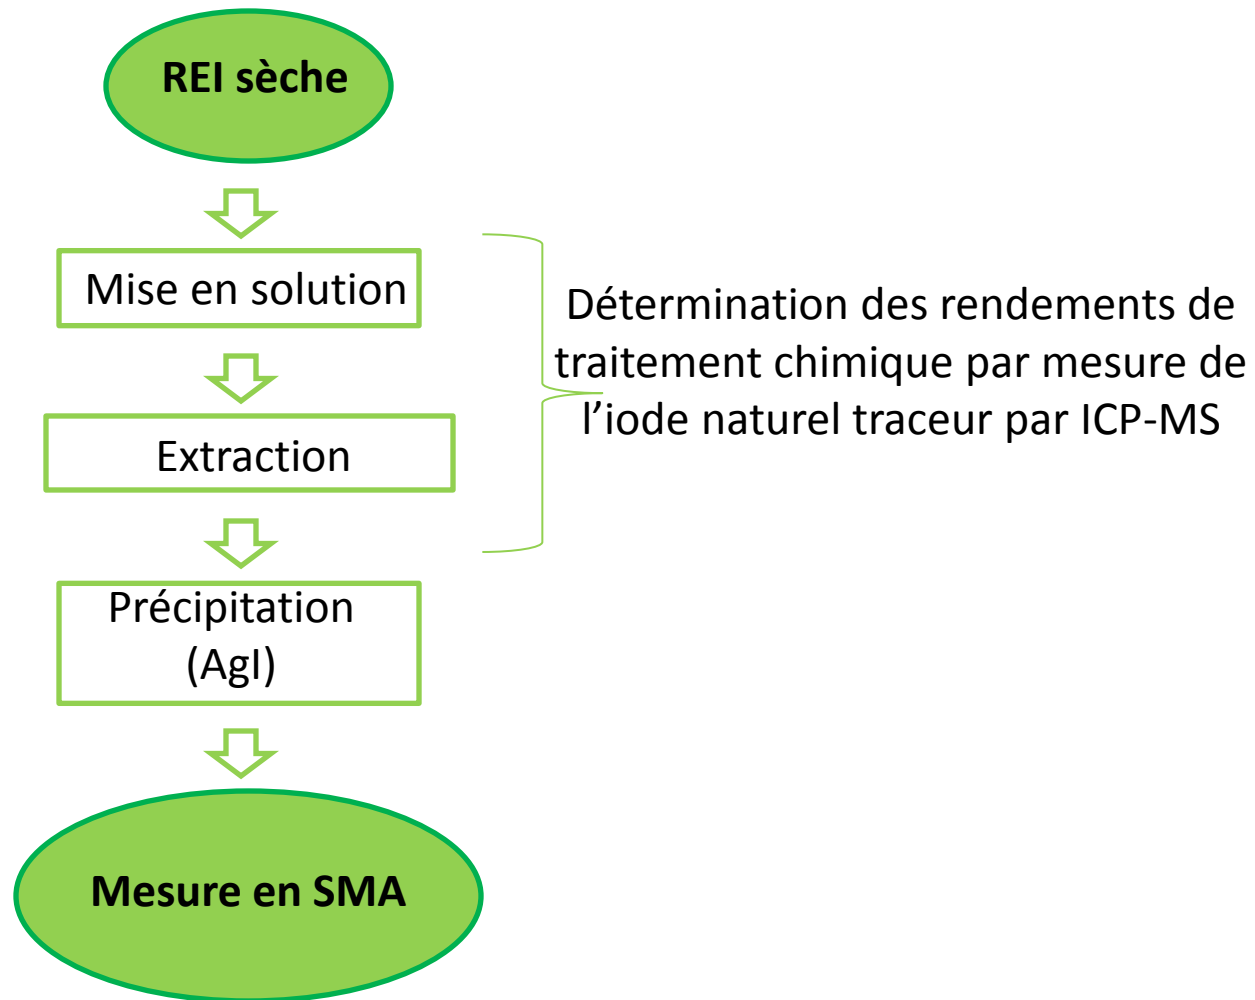 REI sèche
Mise en solution
Extraction
Précipitation
(AgI)
Mesure en SMA
Détermination des rendements de
traitement chimique par mesure de
l’iode naturel traceur par ICP-MS